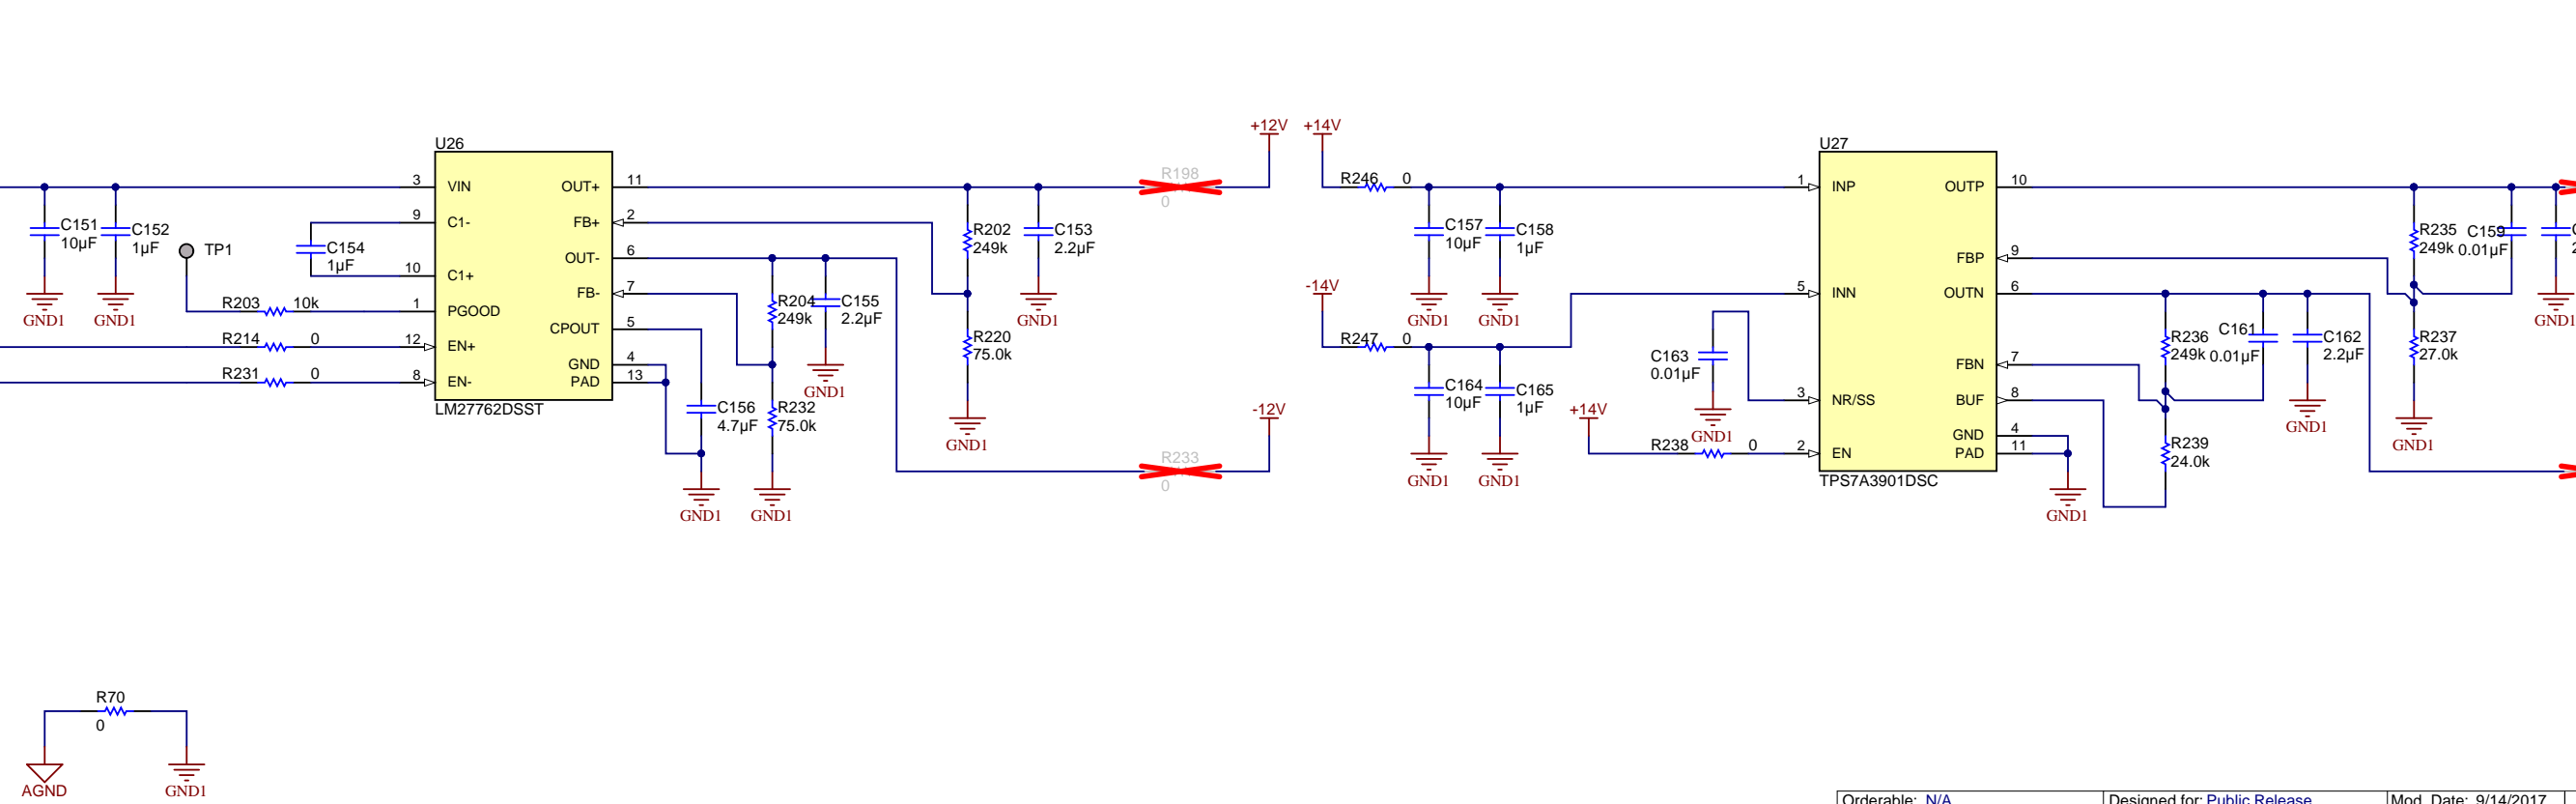 U26
LM27762DSST
3 VIN
9 C1-
10 C1+
1 PGOOD
12 EN+
8 EN-
OUT+ 11
FB+ 2
OUT- 6
FB- 7
CPOUT 5
GND 4
PAD 13
C151
10µF
C152
1µF
GND1
GND1
TP1
C154
1µF
R203 10k
R214 0
R231 0
C156
4.7µF
GND1
R204
249k
C155
2.2µF
GND1
R232
75.0k
GND1
R202
249k
C153
2.2µF
GND1
R220
75.0k
GND1
R198
0
+12V
R233
0
-12V
+14V
R246 0
C157
10µF
C158
1µF
GND1
GND1
-14V
R247 0
C164
10µF
C165
1µF
GND1
GND1
C163
0.01µF
GND1
+14V
R238 0
U27
TPS7A3901DSC
1 INP
5 INN
3 NR/SS
2 EN
OUTP 10
FBP 9
OUTN 6
FBN 7
BUF 8
GND 4
PAD 11
GND1
R236
249k
C161
0.01µF
C162
2.2µF
GND1
R239
24.0k
R235
249k
C159
0.01µF
R237
27.0k
GND1
GND1
R70
0
AGND
GND1
Orderable: N/A
Designed for: Public Release
Mod. Date: 9/14/2017